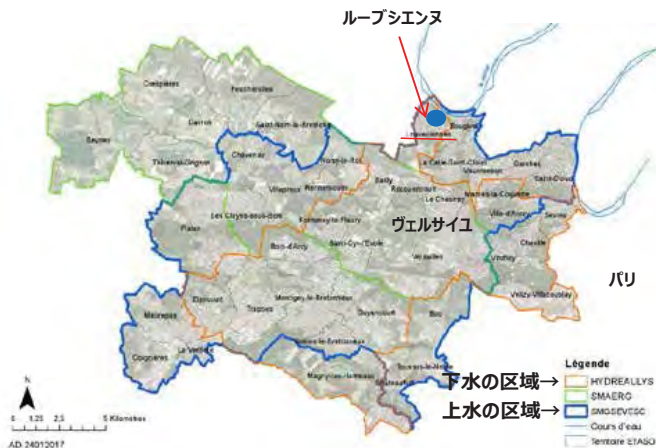 ルーブシエンヌ
Crespières
Feucherolles
Davron
Saint-Nom-la-Bretèche
Thiverval-Grignon
Chavenay
Noisy-le-Roi
Bougival
Louveciennes
La Celle-Saint-Cloud
Vaucresson
Garches
Saint-Cloud
Marnes-la-Coquette
Bailly
Rocquencourt
Le Chesnay
Villepreux
Rennemoulin
Ville-d'Avray
Sèvres
Les Clayes-sous-Bois
Fontenay-le-Fleury
ヴェルサイユ
Chaville
Plaisir
Bois-d'Arcy
Saint-Cyr-l'École
Versailles
Viroflay
パリ
Vélizy-Villacoublay
Elancourt
Trappes
Montigny-le-Bretonneux
Guyancourt
Buc
Maurepas
Coignières
La Verrière
Voisins-le-Bretonneux
Magny-les-Hameaux
Châteaufort
Toussus-le-Noble
N
0 1,25 2,5 5 Kilomètres
AD 24012017
Légende
下水の区域→ HYDREAULYS
SMAERG
上水の区域→ SMGSEVESC
Cours d'eau
Territoire ETASO